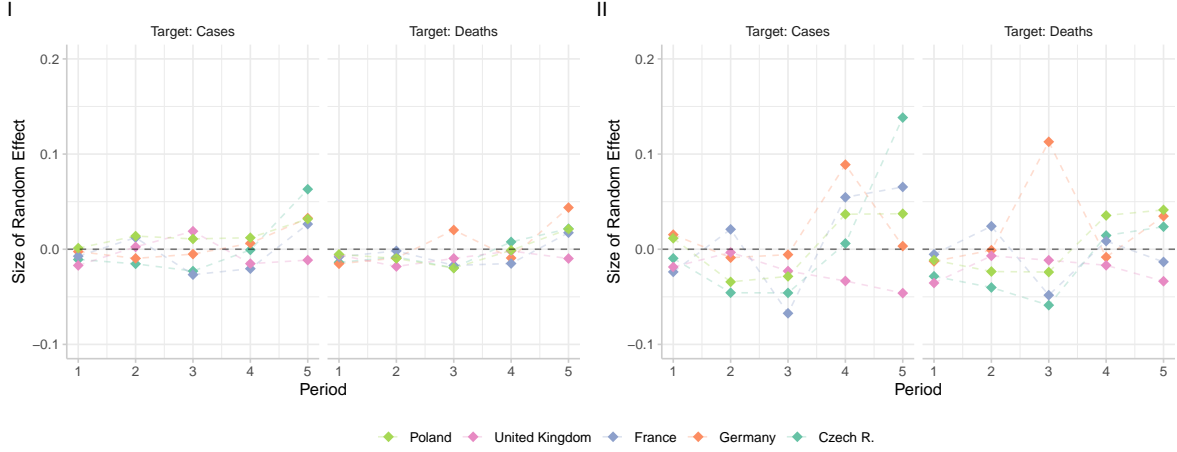 I II
Target: Cases Target: Deaths Target: Cases Target: Deaths
Size of Random Effect
0.2
0.1
0.0
−0.1
1 2 3 4 5 1 2 3 4 5
Period
Size of Random Effect
0.2
0.1
0.0
−0.1
1 2 3 4 5 1 2 3 4 5
Period
Poland United Kingdom France Germany Czech R.